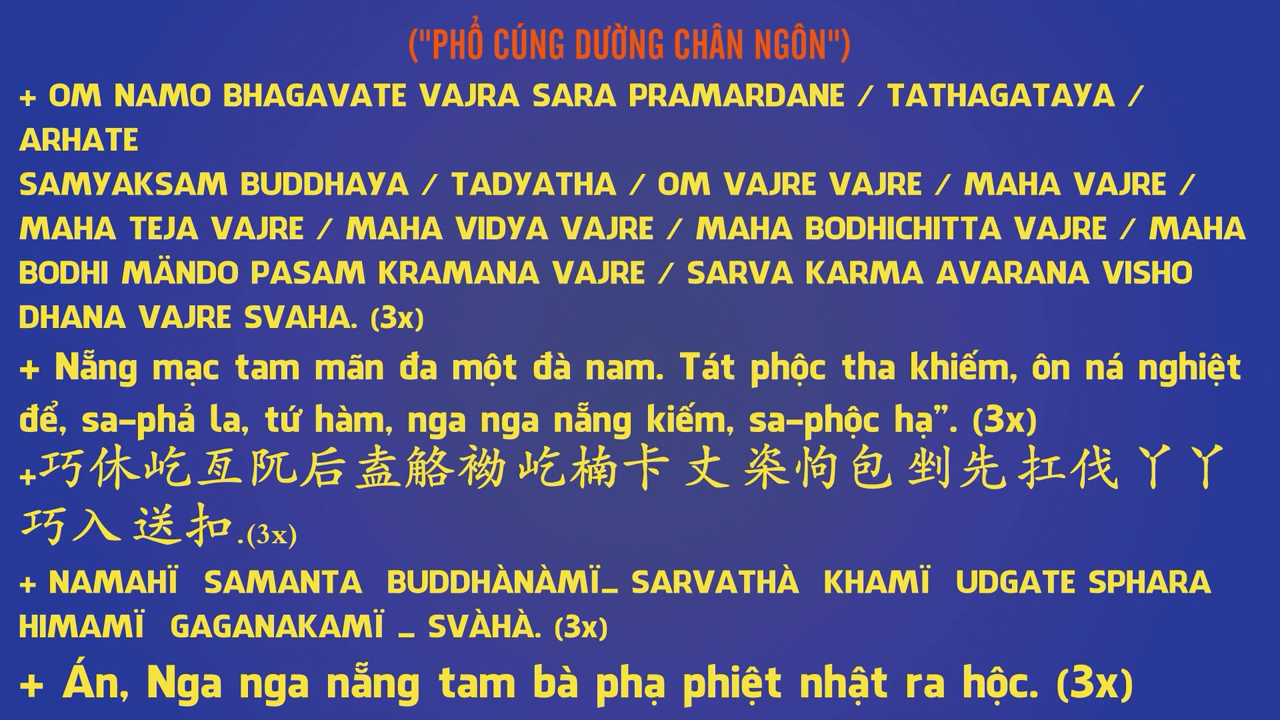 ("PHỔ CÚNG DƯỜNG CHÂN NGÔN")
+ OM NAMO BHAGAVATE VAJRA SARA PRAMARDANE / TATHAGATAYA /
ARHATE
SAMYAKSAM BUDDHAYA / TADYATHA / OM VAJRE VAJRE / MAHA VAJRE /
MAHA TEJA VAJRE / MAHA VIDYA VAJRE / MAHA BODHICHITTA VAJRE / MAHA
BODHI MÄNDO PASAM KRAMANA VAJRE / SARVA KARMA AVARANA VISHO
DHANA VAJRE SVAHA. (3x)
+ Nẵng mạc tam mãn đa một đà nam. Tát phộc tha khiếm, ôn ná nghiệt
để, sa-phả la, tứ hàm, nga nga nẵng kiếm, sa-phộc hạ”. (3x)
+巧休屹亙阢后盍觡袎 屹楠卡 丈 粢怐包 剉先 扛伐 丫丫
巧入 送扣.(3x)
+ NAMAHÏ SAMANTA BUDDHÀNÀMÏ_ SARVATHÀ KHAMÏ UDGATE SPHARA
HIMAMÏ GAGANAKAMÏ _ SVÀHÀ. (3x)
+ Án, Nga nga nẵng tam bà phạ phiệt nhật ra hộc. (3x)